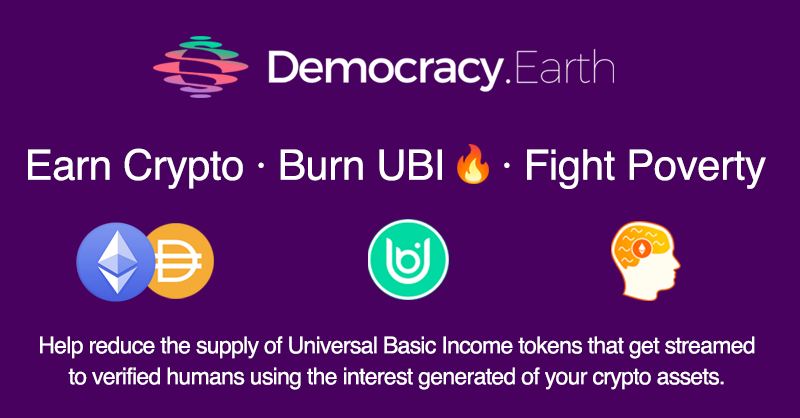 Democracy.Earth
Earn Crypto · Burn UBI🔥 · Fight Poverty
Help reduce the supply of Universal Basic Income tokens that get streamed
to verified humans using the interest generated of your crypto assets.